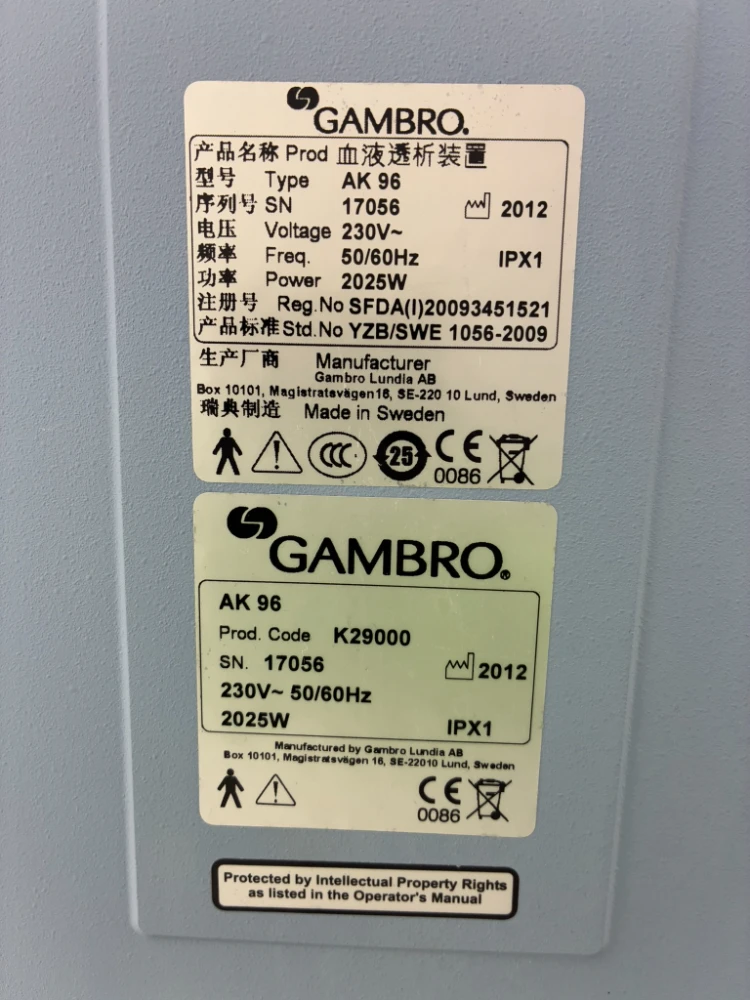 GAMBRO.
产品名称 Prod 血液透析装置
型号 Type AK 96
序列号 SN 17056 2012
电压 Voltage 230V~
频率 Freq. 50/60Hz IPX1
功率 Power 2025W
注册号 Reg.No SFDA(I)20093451521
产品标准 Std.No YZB/SWE 1056-2009
生产厂商 Manufacturer
Gambro Lundia AB
Box 10101, Magistratsvägen16, SE-220 10 Lund, Sweden
瑞典制造 Made in Sweden
CCC 25 CE
0086
GAMBRO®
AK 96
Prod. Code K29000
SN. 17056 2012
230V~ 50/60Hz
2025W IPX1
Manufactured by Gambro Lundia AB
Box 10101, Magistratsvägen 16, SE-22010 Lund, Sweden
CE
0086
Protected by Intellectual Property Rights
as listed in the Operator's Manual